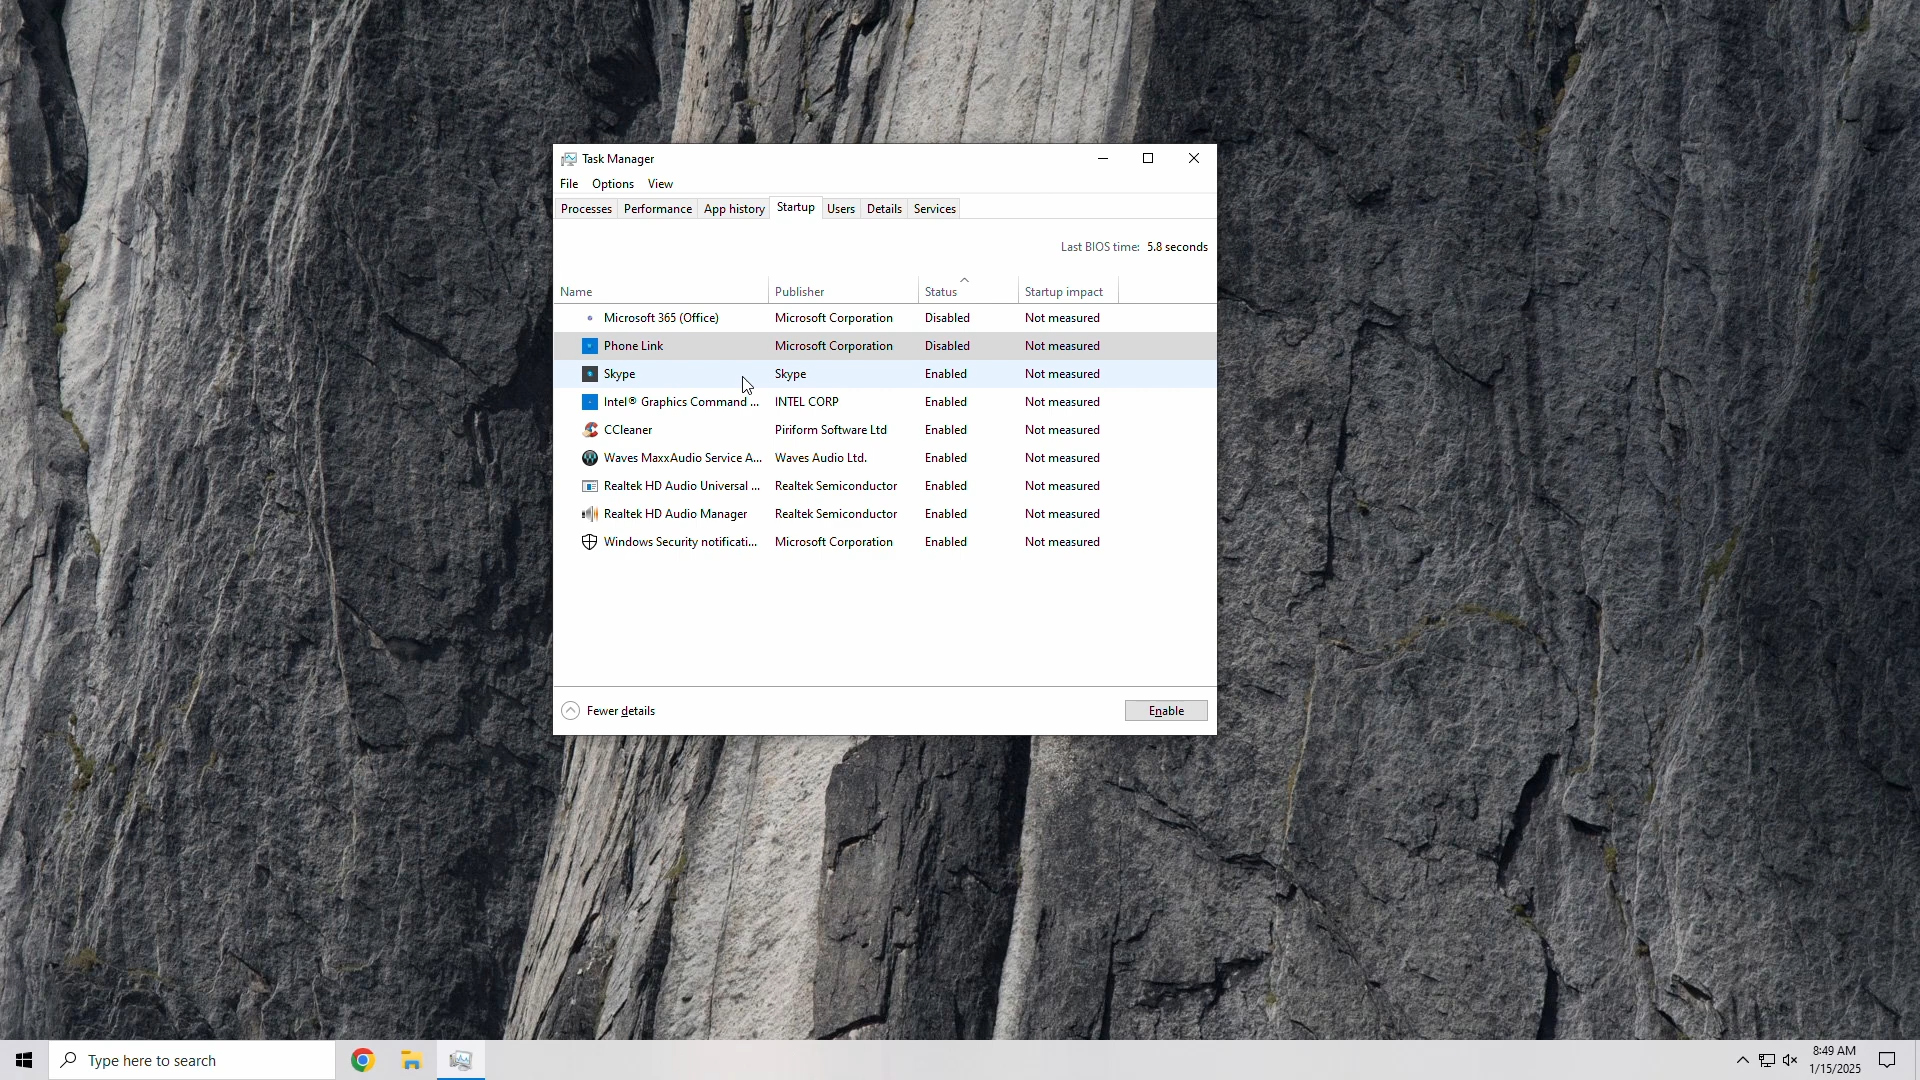 Task Manager
File Options View
Processes Performance App history Startup Users Details Services
Last BIOS time: 5.8 seconds
Name Publisher Status Startup impact
Microsoft 365 (Office) Microsoft Corporation Disabled Not measured
Phone Link Microsoft Corporation Disabled Not measured
Skype Skype Enabled Not measured
Intel® Graphics Command ... INTEL CORP Enabled Not measured
CCleaner Piriform Software Ltd Enabled Not measured
Waves MaxxAudio Service A... Waves Audio Ltd. Enabled Not measured
Realtek HD Audio Universal ... Realtek Semiconductor Enabled Not measured
Realtek HD Audio Manager Realtek Semiconductor Enabled Not measured
Windows Security notificati... Microsoft Corporation Enabled Not measured
Fewer details Enable
Type here to search
8:49 AM
1/15/2025